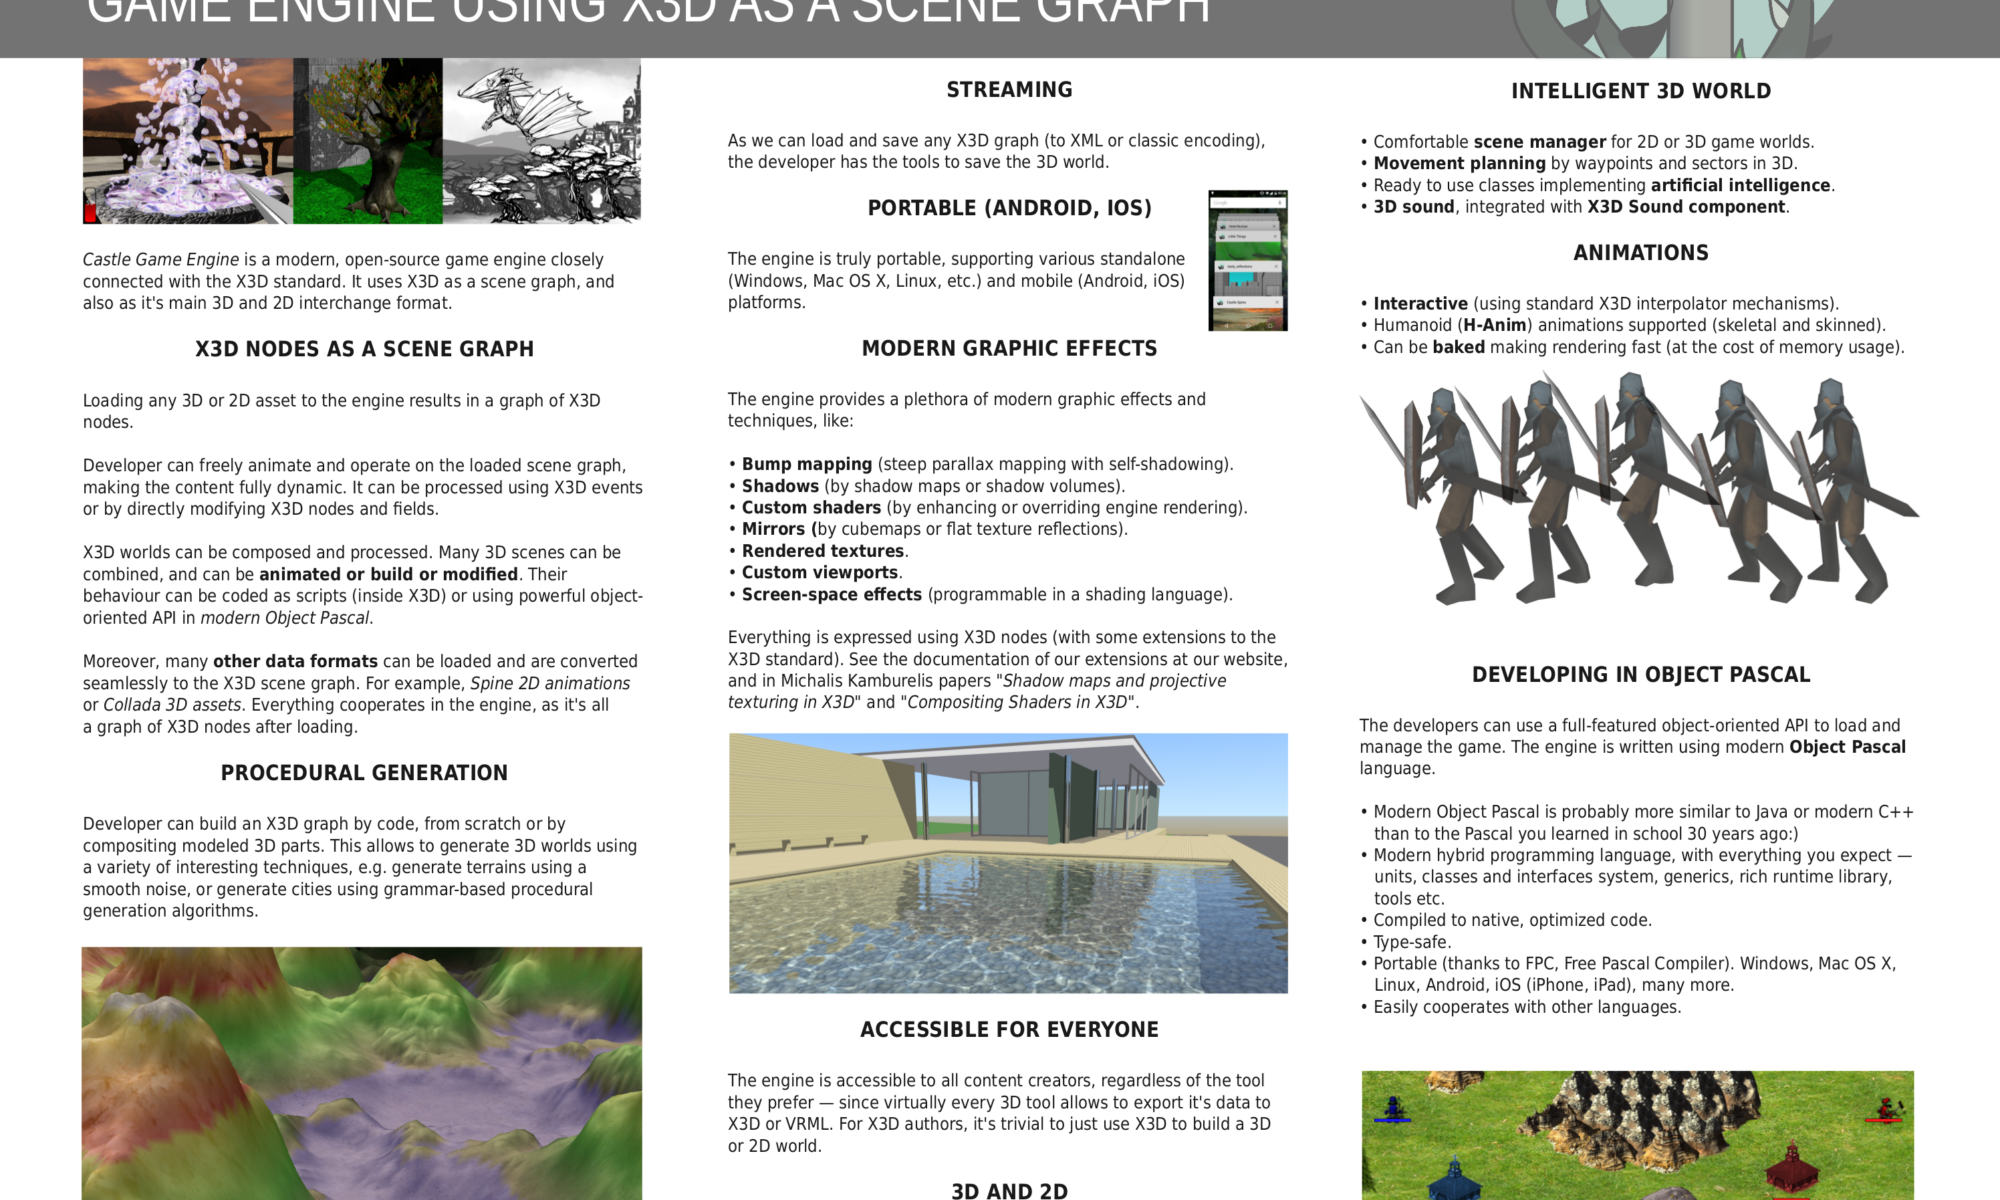 GAME ENGINE USING X3D AS A SCENE GRAPH
Castle Game Engine is a modern, open-source game engine closely
connected with the X3D standard. It uses X3D as a scene graph, and
also as it's main 3D and 2D interchange format.
X3D NODES AS A SCENE GRAPH
Loading any 3D or 2D asset to the engine results in a graph of X3D
nodes.
Developer can freely animate and operate on the loaded scene graph,
making the content fully dynamic. It can be processed using X3D events
or by directly modifying X3D nodes and fields.
X3D worlds can be composed and processed. Many 3D scenes can be
combined, and can be animated or build or modified. Their
behaviour can be coded as scripts (inside X3D) or using powerful object-
oriented API in modern Object Pascal.
Moreover, many other data formats can be loaded and are converted
seamlessly to the X3D scene graph. For example, Spine 2D animations
or Collada 3D assets. Everything cooperates in the engine, as it's all
a graph of X3D nodes after loading.
PROCEDURAL GENERATION
Developer can build an X3D graph by code, from scratch or by
compositing modeled 3D parts. This allows to generate 3D worlds using
a variety of interesting techniques, e.g. generate terrains using a
smooth noise, or generate cities using grammar-based procedural
generation algorithms.
STREAMING
As we can load and save any X3D graph (to XML or classic encoding),
the developer has the tools to save the 3D world.
PORTABLE (ANDROID, IOS)
The engine is truly portable, supporting various standalone
(Windows, Mac OS X, Linux, etc.) and mobile (Android, iOS)
platforms.
MODERN GRAPHIC EFFECTS
The engine provides a plethora of modern graphic effects and
techniques, like:
• Bump mapping (steep parallax mapping with self-shadowing).
• Shadows (by shadow maps or shadow volumes).
• Custom shaders (by enhancing or overriding engine rendering).
• Mirrors (by cubemaps or flat texture reflections).
• Rendered textures.
• Custom viewports.
• Screen-space effects (programmable in a shading language).
Everything is expressed using X3D nodes (with some extensions to the
X3D standard). See the documentation of our extensions at our website,
and in Michalis Kamburelis papers "Shadow maps and projective
texturing in X3D" and "Compositing Shaders in X3D".
ACCESSIBLE FOR EVERYONE
The engine is accessible to all content creators, regardless of the tool
they prefer — since virtually every 3D tool allows to export it's data to
X3D or VRML. For X3D authors, it's trivial to just use X3D to build a 3D
or 2D world.
3D AND 2D
INTELLIGENT 3D WORLD
• Comfortable scene manager for 2D or 3D game worlds.
• Movement planning by waypoints and sectors in 3D.
• Ready to use classes implementing artificial intelligence.
• 3D sound, integrated with X3D Sound component.
ANIMATIONS
• Interactive (using standard X3D interpolator mechanisms).
• Humanoid (H-Anim) animations supported (skeletal and skinned).
• Can be baked making rendering fast (at the cost of memory usage).
DEVELOPING IN OBJECT PASCAL
The developers can use a full-featured object-oriented API to load and
manage the game. The engine is written using modern Object Pascal
language.
• Modern Object Pascal is probably more similar to Java or modern C++
than to the Pascal you learned in school 30 years ago:)
• Modern hybrid programming language, with everything you expect —
units, classes and interfaces system, generics, rich runtime library,
tools etc.
• Compiled to native, optimized code.
• Type-safe.
• Portable (thanks to FPC, Free Pascal Compiler). Windows, Mac OS X,
Linux, Android, iOS (iPhone, iPad), many more.
• Easily cooperates with other languages.